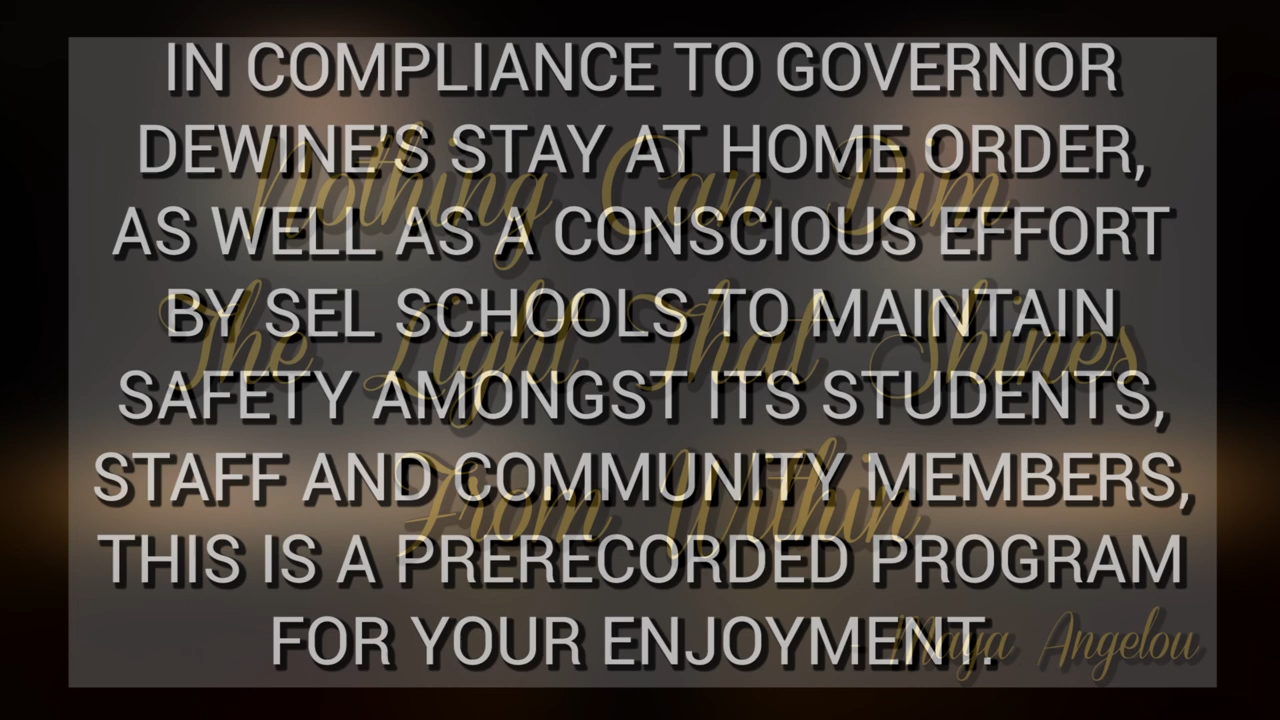 IN COMPLIANCE TO GOVERNOR
DEWINE'S STAY AT HOME ORDER,
AS WELL AS A CONSCIOUS EFFORT
BY SEL SCHOOLS TO MAINTAIN
SAFETY AMONGST ITS STUDENTS,
STAFF AND COMMUNITY MEMBERS,
THIS IS A PRERECORDED PROGRAM
FOR YOUR ENJOYMENT.
Nothing Can Dim
The Light That Shines
From Within
- Maya Angelou